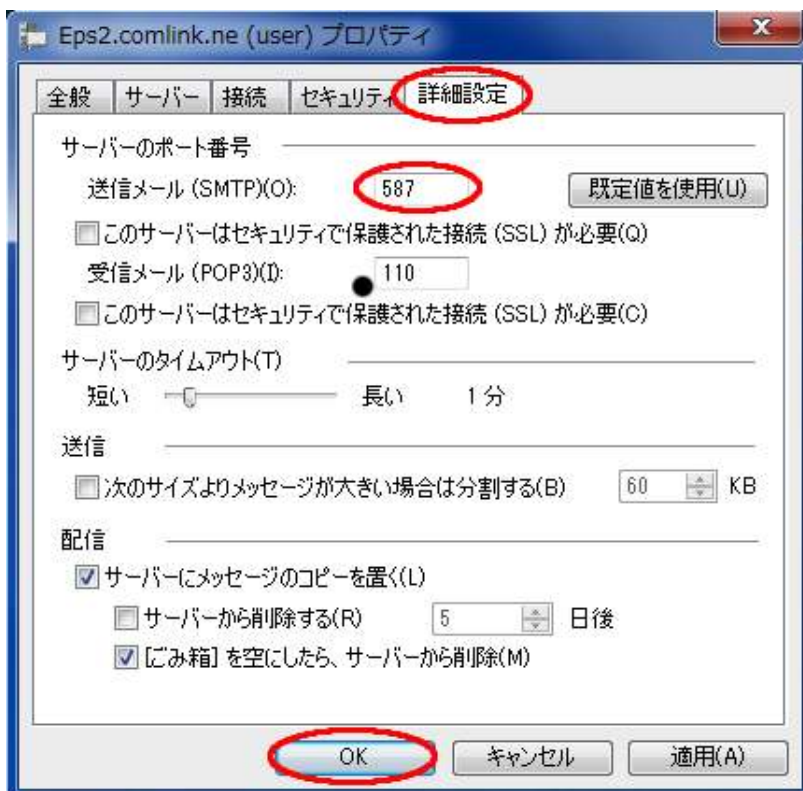 Eps2.comlink.ne (user) プロパティ
全般 サーバー 接続 セキュリティ 詳細設定
サーバーのポート番号
送信メール (SMTP)(O): 587 既定値を使用(U)
このサーバーはセキュリティで保護された接続 (SSL) が必要(Q)
受信メール (POP3)(I): 110
このサーバーはセキュリティで保護された接続 (SSL) が必要(C)
サーバーのタイムアウト(T)
短い 長い 1 分
送信
次のサイズよりメッセージが大きい場合は分割する(B) 60 KB
配信
サーバーにメッセージのコピーを置く(L)
サーバーから削除する(R) 5 日後
[ごみ箱] を空にしたら、サーバーから削除(M)
OK キャンセル 適用(A)